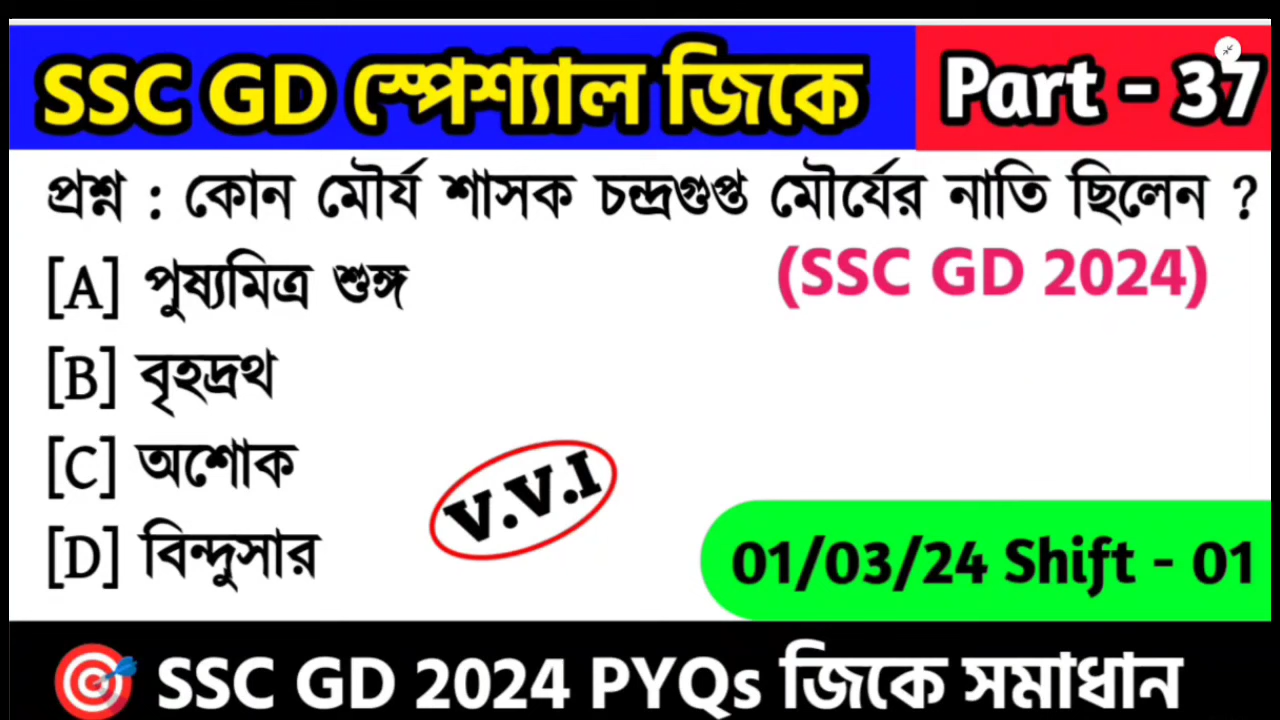 SSC GD স্পেশ্যাল জিকে Part - 37
প্রশ্ন : কোন মৌর্য শাসক চন্দ্রগুপ্ত মৌর্যের নাতি ছিলেন ?
(SSC GD 2024)
[A] পুষ্যমিত্র শুঙ্গ
[B] বৃহদ্রথ
[C] অশোক
[D] বিন্দুসার
V.V.I
01/03/24 Shift - 01
SSC GD 2024 PYQs জিকে সমাধান